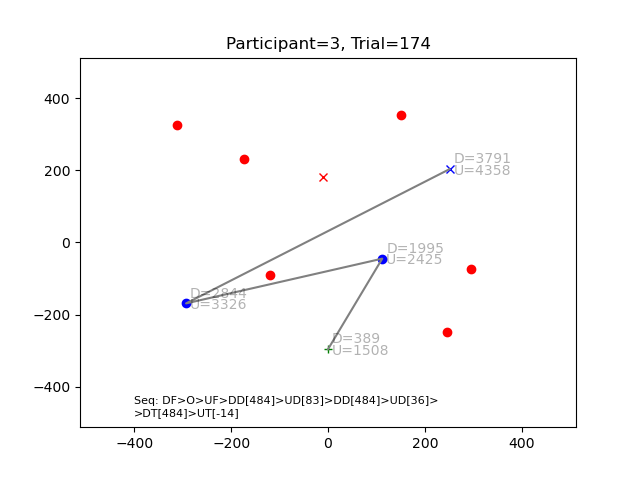 Participant=3, Trial=174
400
200
0
−200
−400
D=3791
U=4358
D=1995
U=2425
D=2844
U=3326
D=389
U=1508
Seq: DF>O>UF>DD[484]>UD[83]>DD[484]>UD[36]>
>DT[484]>UT[-14]
−400 −200 0 200 400